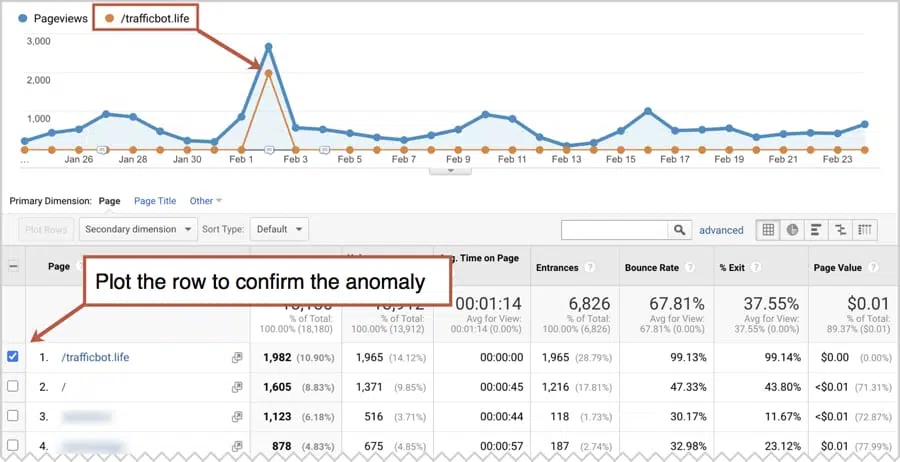 Pageviews /trafficbot.life
3,000
2,000
1,000
... Jan 26 Jan 28 Jan 30 Feb 1 Feb 3 Feb 5 Feb 7 Feb 9 Feb 11 Feb 13 Feb 15 Feb 17 Feb 19 Feb 21 Feb 23
Primary Dimension: Page Page Title Other
Plot Rows Secondary dimension Sort Type: Default advanced
Page ? Avg. Time on Page Entrances ? Bounce Rate ? % Exit ? Page Value ?
Plot the row to confirm the anomaly
00:01:14 6,826 67.81% 37.55% $0.01
% of Total: % of Total: Avg for View: % of Total: Avg for View: Avg for View: % of Total:
100.00% (18,180) 100.00% (13,912) 00:01:14 (0.00%) 100.00% (6,826) 67.81% (0.00%) 37.55% (0.00%) 89.37% ($0.01)
1. /trafficbot.life 1,982 (10.90%) 1,965 (14.12%) 00:00:00 1,965 (28.79%) 99.13% 99.14% $0.00 (0.00%)
2. / 1,605 (8.83%) 1,371 (9.85%) 00:00:45 1,216 (17.81%) 47.33% 43.80% <$0.01 (71.31%)
3. 1,123 (6.18%) 516 (3.71%) 00:00:44 118 (1.73%) 30.17% 11.67% <$0.01 (72.87%)
4. 878 (4.83%) 675 (4.85%) 00:00:57 187 (2.74%) 32.98% 23.12% <$0.01 (77.99%)